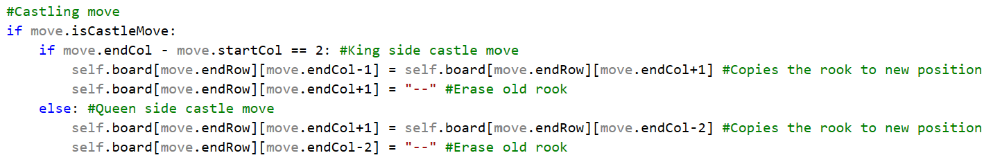 #Castling move
if move.isCastleMove:
    if move.endCol - move.startCol == 2: #King side castle move
        self.board[move.endRow][move.endCol-1] = self.board[move.endRow][move.endCol+1] #Copies the rook to new position
        self.board[move.endRow][move.endCol+1] = "--" #Erase old rook
    else: #Queen side castle move
        self.board[move.endRow][move.endCol+1] = self.board[move.endRow][move.endCol-2] #Copies the rook to new position
        self.board[move.endRow][move.endCol-2] = "--" #Erase old rook